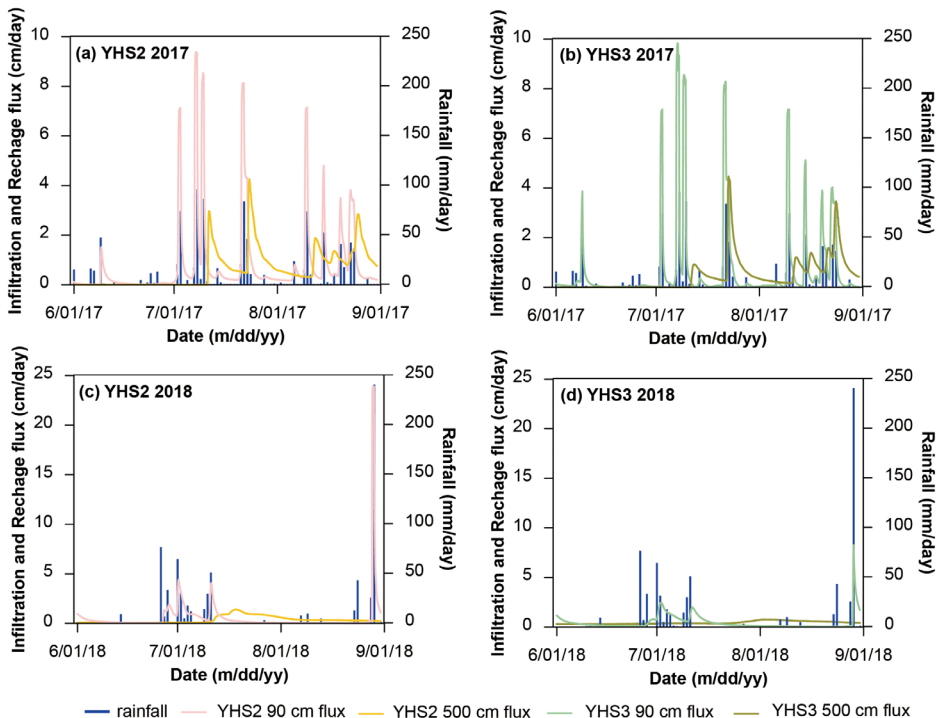 (a) YHS2 2017
Infiltration and Rechage flux (cm/day)
10
8
6
4
2
0
250
200
150
100
50
0
Rainfall (mm/day)
6/01/17 7/01/17 8/01/17 9/01/17
Date (m/dd/yy)
(b) YHS3 2017
Infiltration and Rechage flux (cm/day)
10
8
6
4
2
0
250
200
150
100
50
0
Rainfall (mm/day)
6/01/17 7/01/17 8/01/17 9/01/17
Date (m/dd/yy)
(c) YHS2 2018
Infiltration and Rechage flux (cm/day)
25
20
15
10
5
0
250
200
150
100
50
0
Rainfall (mm/day)
6/01/18 7/01/18 8/01/18 9/01/18
Date (m/dd/yy)
(d) YHS3 2018
Infiltration and Rechage flux (cm/day)
25
20
15
10
5
0
250
200
150
100
50
0
Rainfall (mm/day)
6/01/18 7/01/18 8/01/18 9/01/18
Date (m/dd/yy)
rainfall YHS2 90 cm flux YHS2 500 cm flux YHS3 90 cm flux YHS3 500 cm flux